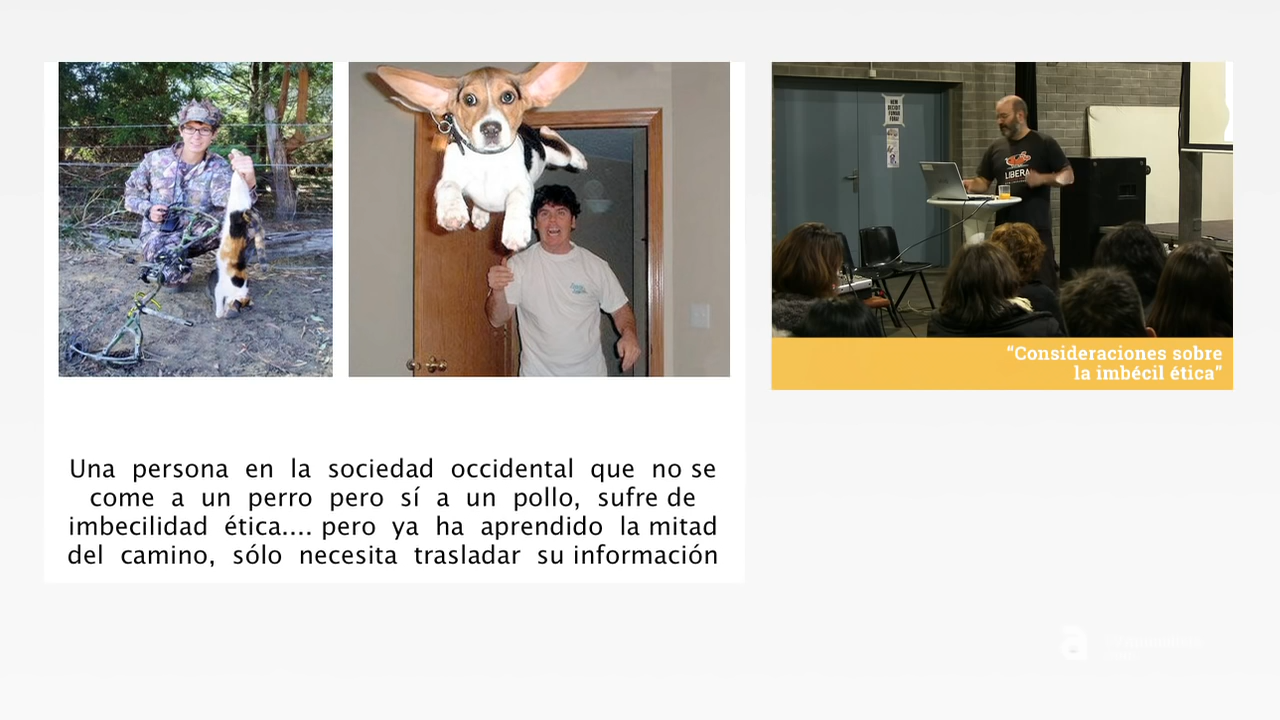 Una persona en la sociedad occidental que no se
come a un perro pero sí a un pollo, sufre de
imbecilidad ética.... pero ya ha aprendido la mitad
del camino, sólo necesita trasladar su información
LIBERA
“Consideraciones sobre
la imbécil ética”